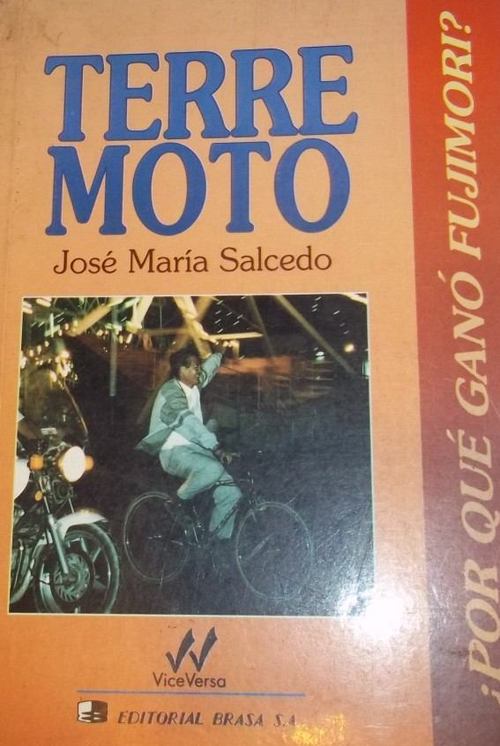 TERRE
MOTO
José María Salcedo
¿POR QUÉ GANÓ FUJIMORI?
ViceVersa
EDITORIAL BRASA S.A.